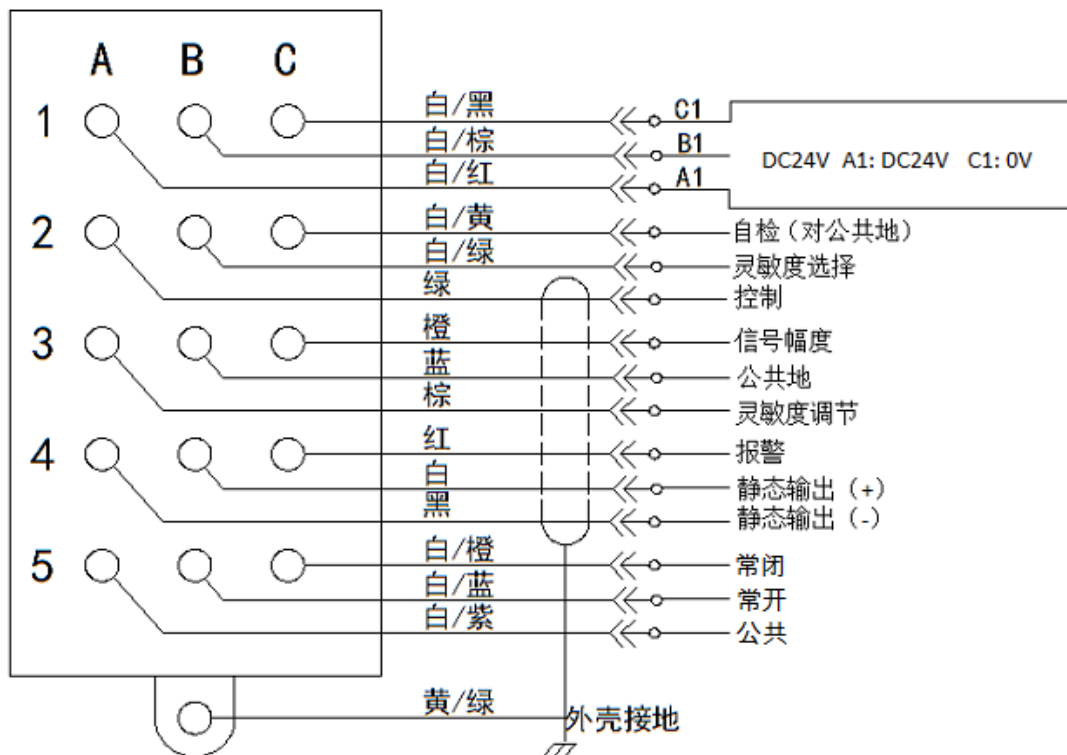 A B C
1
白/黑
C1
白/棕
B1
DC24V A1: DC24V C1: 0V
白/红
A1
2
白/黄
自检（对公共地）
白/绿
灵敏度选择
绿
控制
3
橙
信号幅度
蓝
公共地
棕
灵敏度调节
4
红
报警
白
静态输出（+）
黑
静态输出（-）
5
白/橙
常闭
白/蓝
常开
白/紫
公共
黄/绿
外壳接地